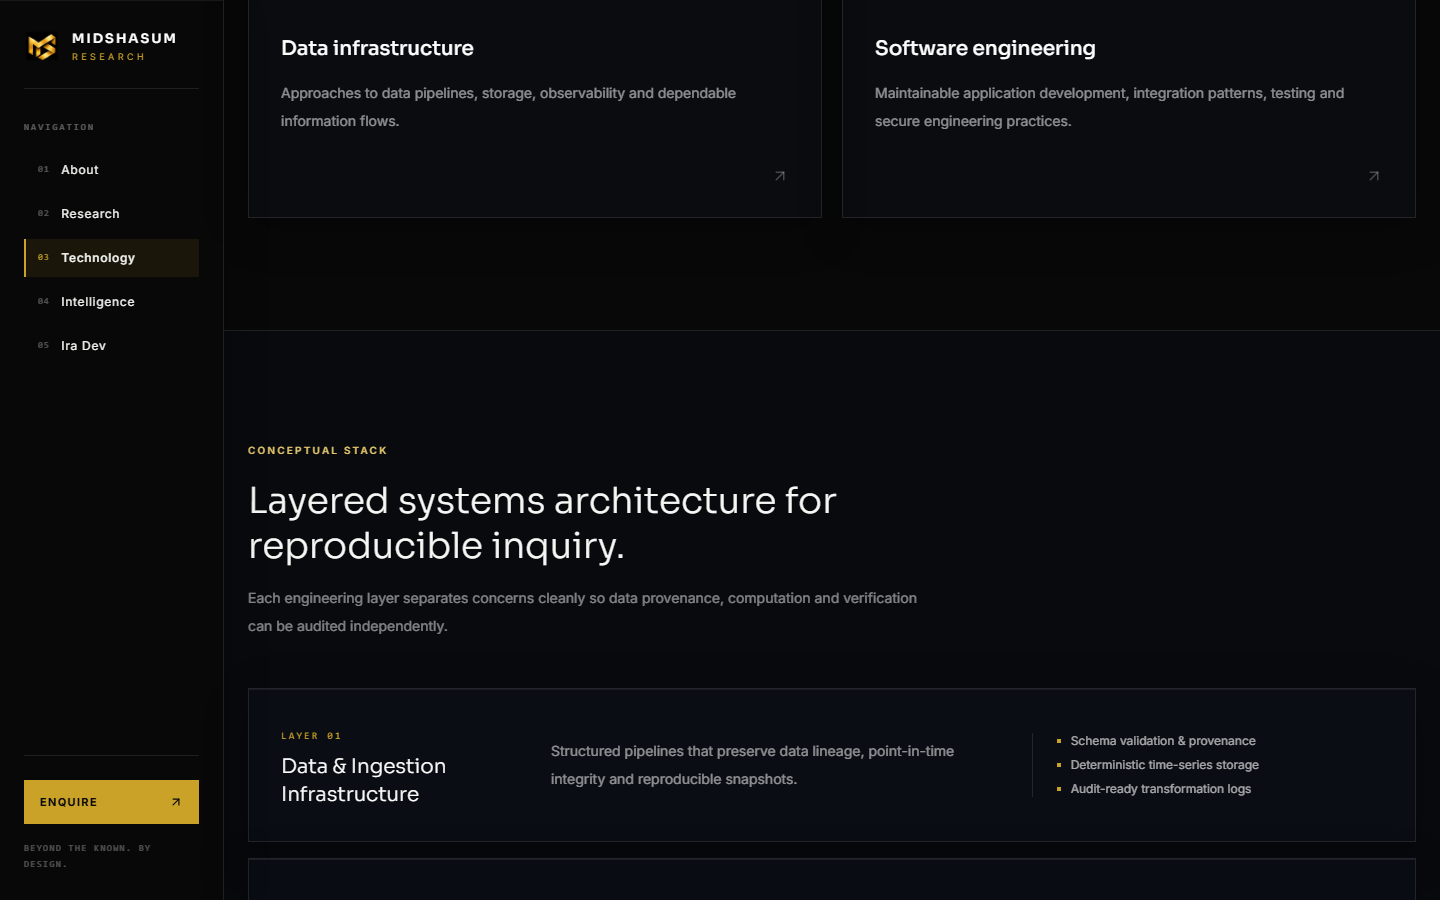 MIDSHASUM
RESEARCH
NAVIGATION
01 About
02 Research
03 Technology
04 Intelligence
05 Ira Dev
ENQUIRE
BEYOND THE KNOWN. BY
DESIGN.
Data infrastructure
Approaches to data pipelines, storage, observability and dependable
information flows.
Software engineering
Maintainable application development, integration patterns, testing and
secure engineering practices.
CONCEPTUAL STACK
Layered systems architecture for
reproducible inquiry.
Each engineering layer separates concerns cleanly so data provenance, computation and verification
can be audited independently.
LAYER 01
Data & Ingestion
Infrastructure
Structured pipelines that preserve data lineage, point-in-time
integrity and reproducible snapshots.
Schema validation & provenance
Deterministic time-series storage
Audit-ready transformation logs